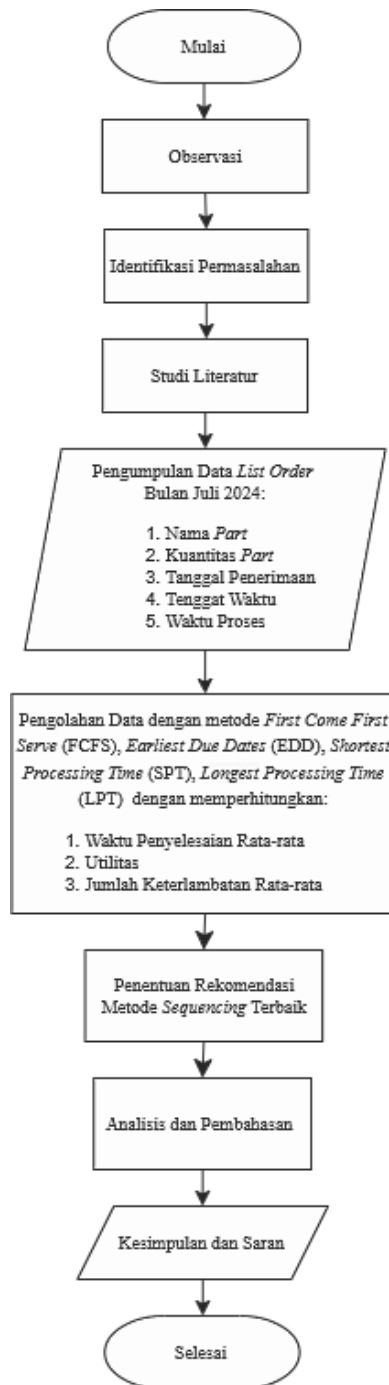 Mulai
Observasi
Identifikasi Permasalahan
Studi Literatur
Pengumpulan Data List Order
Bulan Juli 2024:
1. Nama Part
2. Kuantitas Part
3. Tanggal Penerimaan
4. Tenggat Waktu
5. Waktu Proses
Pengolahan Data dengan metode First Come First
Serve (FCFS), Earliest Due Dates (EDD), Shortest
Processing Time (SPT), Longest Processing Time
(LPT) dengan memperhitungkan:
1. Waktu Penyelesaian Rata-rata
2. Utilitas
3. Jumlah Keterlambatan Rata-rata
Penentuan Rekomendasi
Metode Sequencing Terbaik
Analisis dan Pembahasan
Kesimpulan dan Saran
Selesai